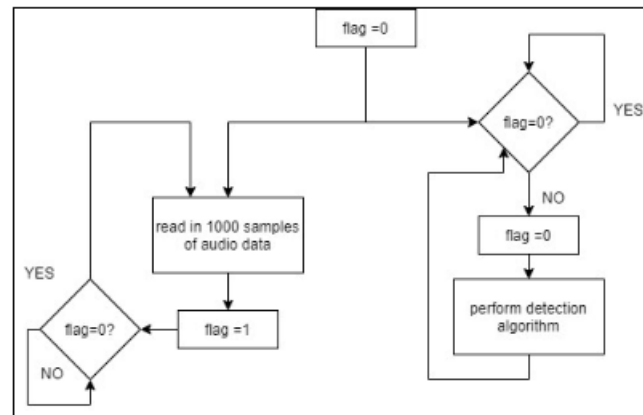 flag =0
flag=0?
YES
NO
read in 1000 samples
of audio data
flag =0
YES
flag=0?
flag =1
perform detection
algorithm
NO